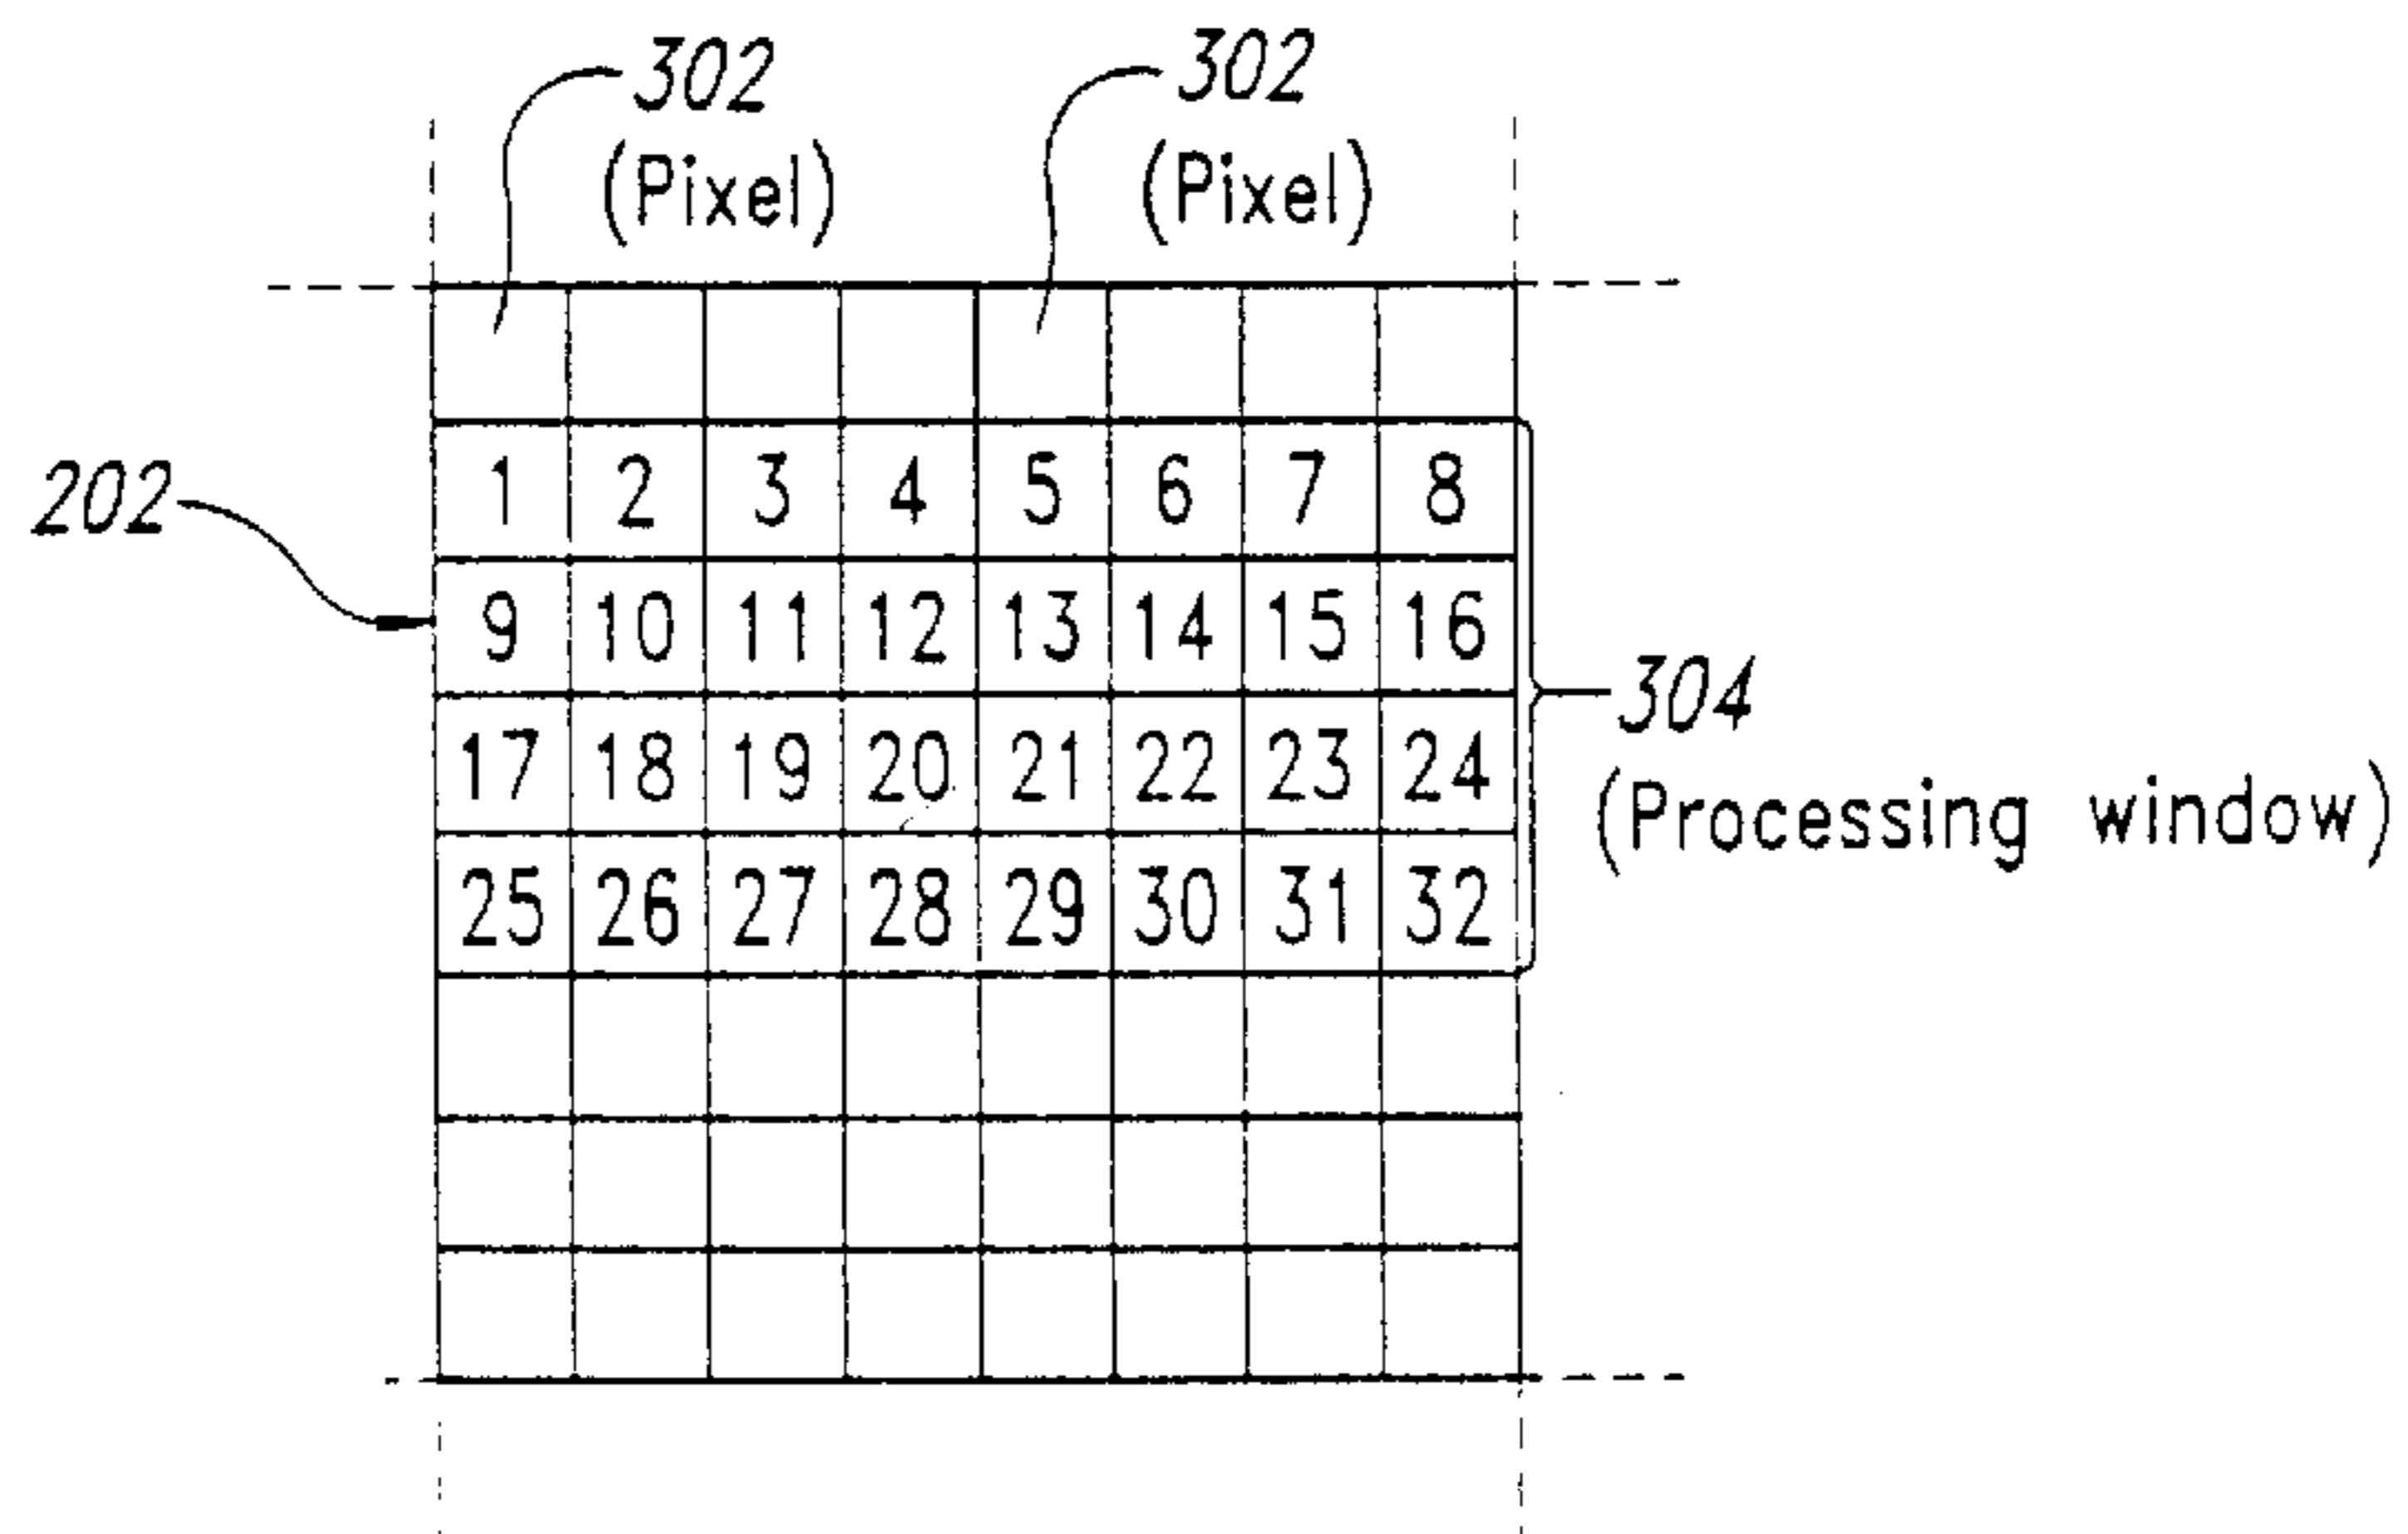 302 302
(Pixel) (Pixel)
1 2 3 4 5 6 7 8
202
9 10 11 12 13 14 15 16
304
17 18 19 20 21 22 23 24
(Processing window)
25 26 27 28 29 30 31 32